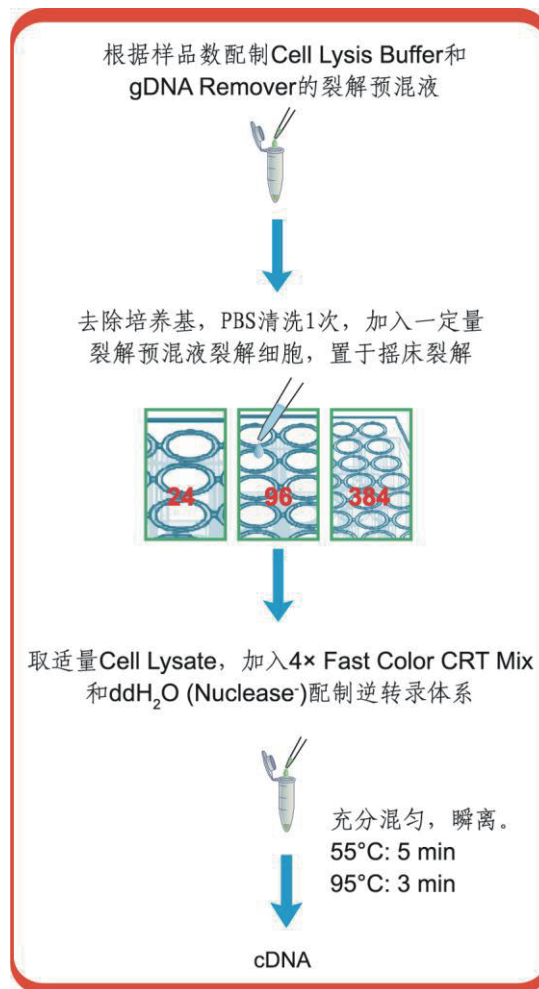 根据样品数配制Cell Lysis Buffer和
gDNA Remover的裂解预混液
去除培养基，PBS清洗1次，加入一定量
裂解预混液裂解细胞，置于摇床裂解
24 96 384
取适量Cell Lysate，加入4× Fast Color CRT Mix
和ddH₂O (Nuclease⁻)配制逆转录体系
充分混匀，瞬离。
55°C: 5 min
95°C: 3 min
cDNA